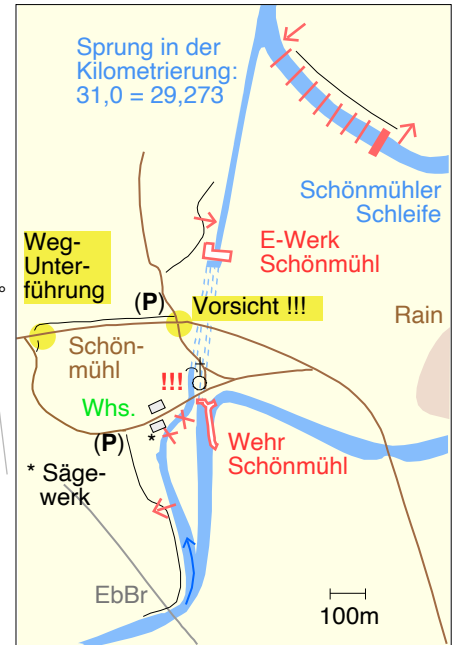 Sprung in der
Kilometrierung:
31,0 = 29,273
Schönmühler
Schleife
E-Werk
Schönmühl
Weg-
Unter-
führung
(P)
Vorsicht !!!
Rain
Schön-
mühl
!!!
Whs.
(P)
*
Wehr
Schönmühl
* Säge-
werk
EbBr
100m